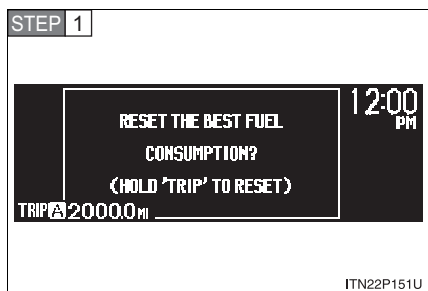 STEP 1
12:00
PM
RESET THE BEST FUEL
CONSUMPTION?
(HOLD 'TRIP' TO RESET)
TRIP A 2000.0 MI
ITN22P151U